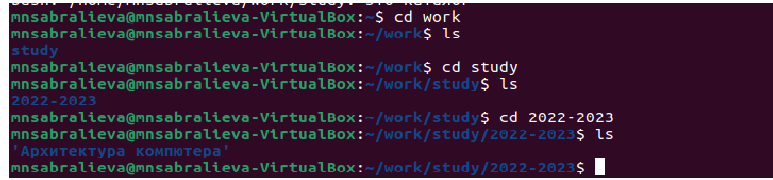 mnsabralieva@mnsabralieva-VirtualBox:~$ cd work
mnsabralieva@mnsabralieva-VirtualBox:~/work$ ls
study
mnsabralieva@mnsabralieva-VirtualBox:~/work$ cd study
mnsabralieva@mnsabralieva-VirtualBox:~/work/study$ ls
2022-2023
mnsabralieva@mnsabralieva-VirtualBox:~/work/study$ cd 2022-2023
mnsabralieva@mnsabralieva-VirtualBox:~/work/study/2022-2023$ ls
'Архитектура компютера'
mnsabralieva@mnsabralieva-VirtualBox:~/work/study/2022-2023$